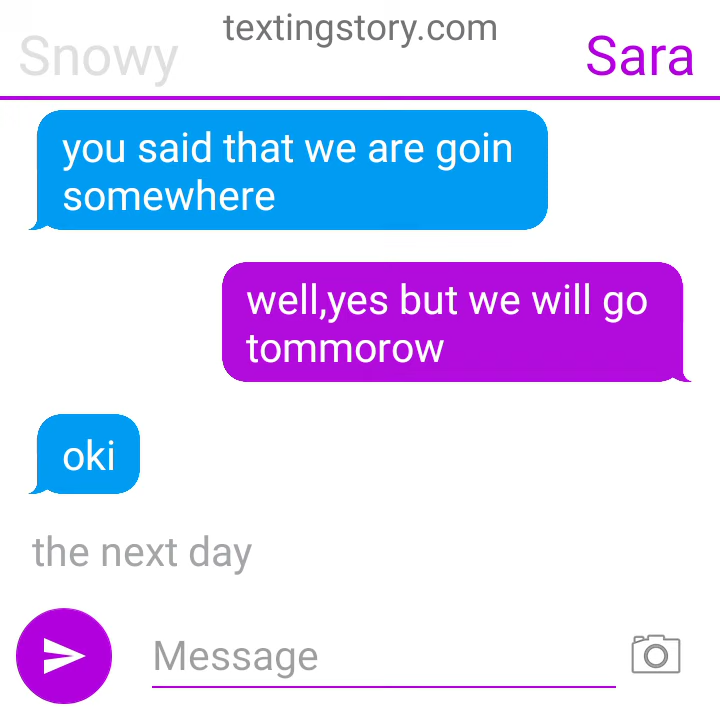 textingstory.com
Snowy
Sara
you said that we are goin
somewhere
well,yes but we will go
tommorow
oki
the next day
Message